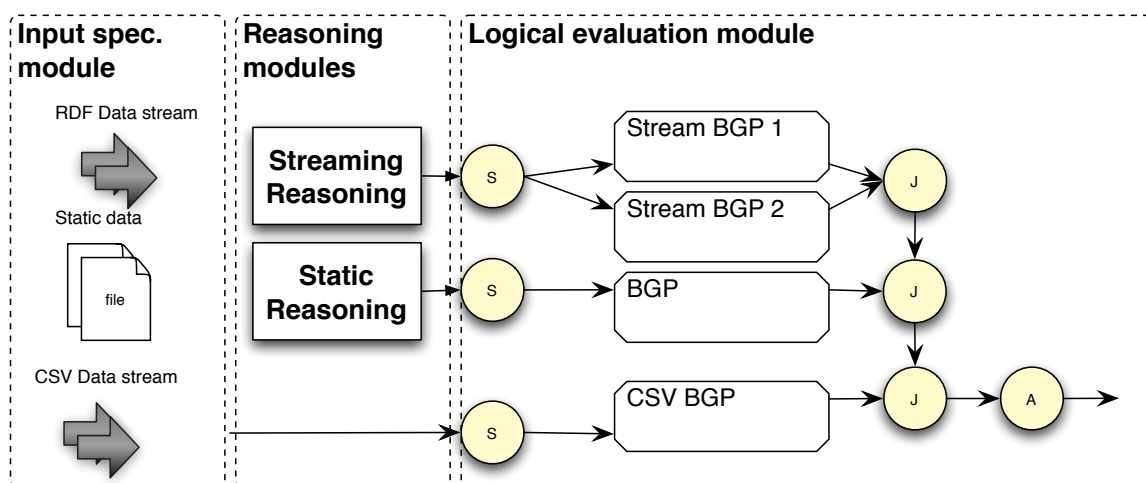 Input spec.
module
RDF Data stream
Static data
file
CSV Data stream
Reasoning
modules
Streaming
Reasoning
Static
Reasoning
Logical evaluation module
S
Stream BGP 1
Stream BGP 2
J
S
BGP
J
S
CSV BGP
J
A